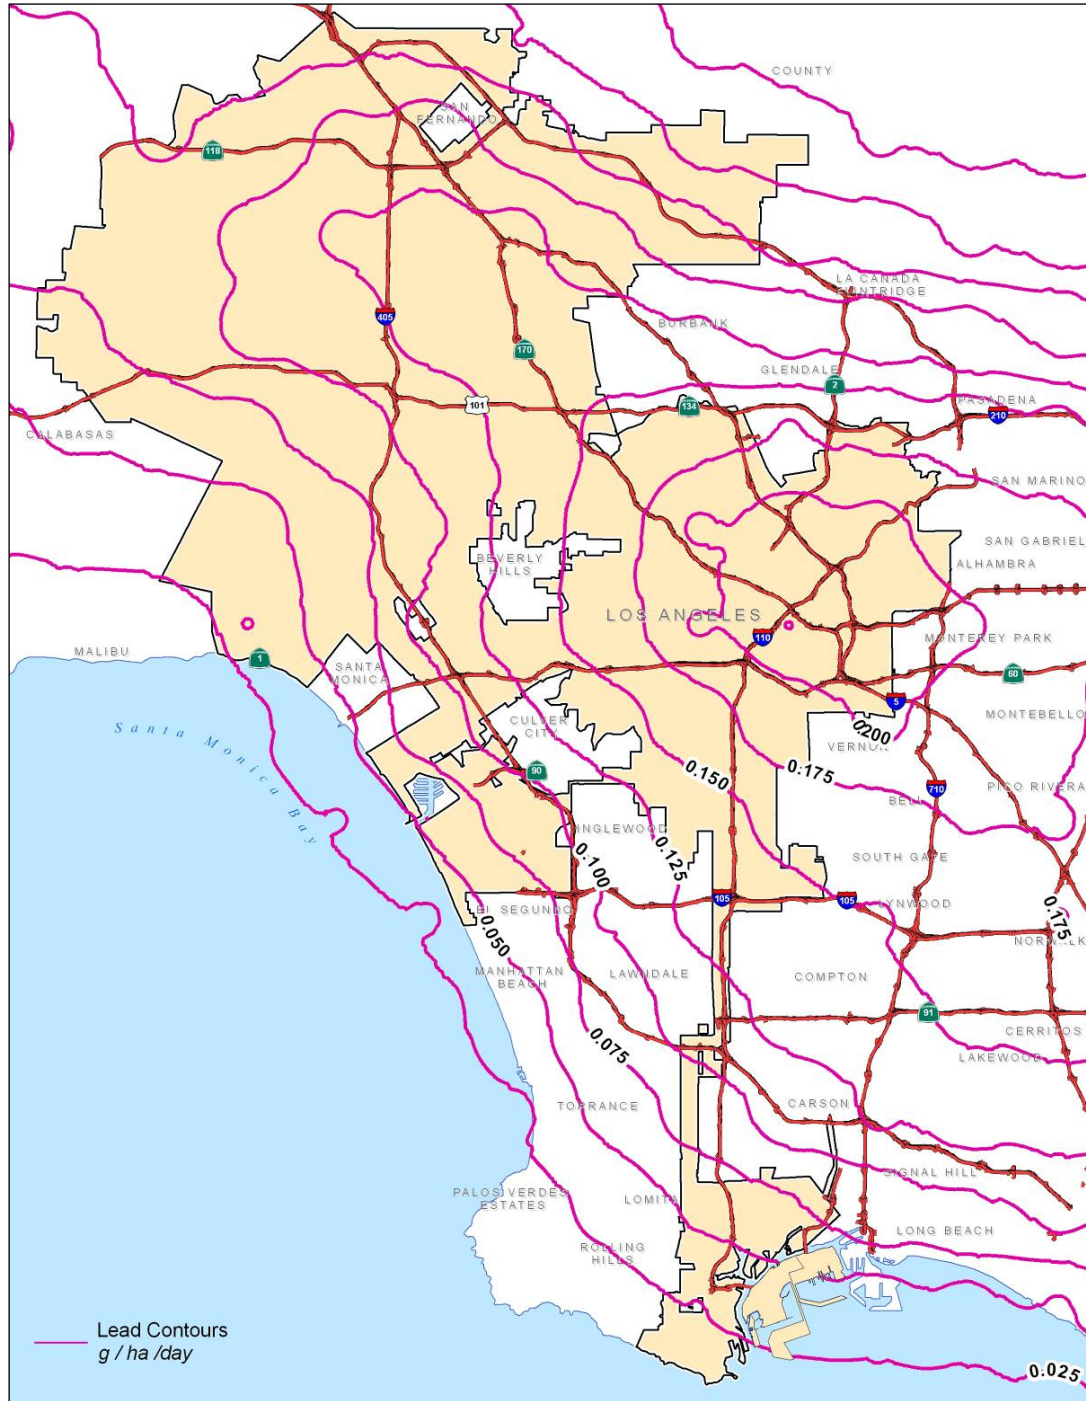 COUNTY
SAN
FERNANDO
118
LA CANADA
FLINTRIDGE
405
BURBANK
170
GLENDALE
2
101
134
PASADENA
210
CALABASAS
SAN MARINO
SAN GABRIEL
BEVERLY
HILLS
ALHAMBRA
LOS ANGELES
110
MONTEREY PARK
MALIBU
1
SANTA
MONICA
60
5
MONTEBELLO
Santa Monica Bay
CULVER
CITY
0.200
VERNON
90
0.150
0.175
710
PICO RIVERA
BELL
INGLEWOOD
0.125
0.100
SOUTH GATE
105
105
LYNWOOD
EL SEGUNDO
0.050
0.175
NORWALK
MANHATTAN
BEACH
LAWNDALE
COMPTON
91
CERRITOS
0.075
LAKEWOOD
TORRANCE
CARSON
SIGNAL HILL
PALOS VERDES
ESTATES
LOMITA
LONG BEACH
ROLLING
HILLS
Lead Contours
g / ha /day
0.025